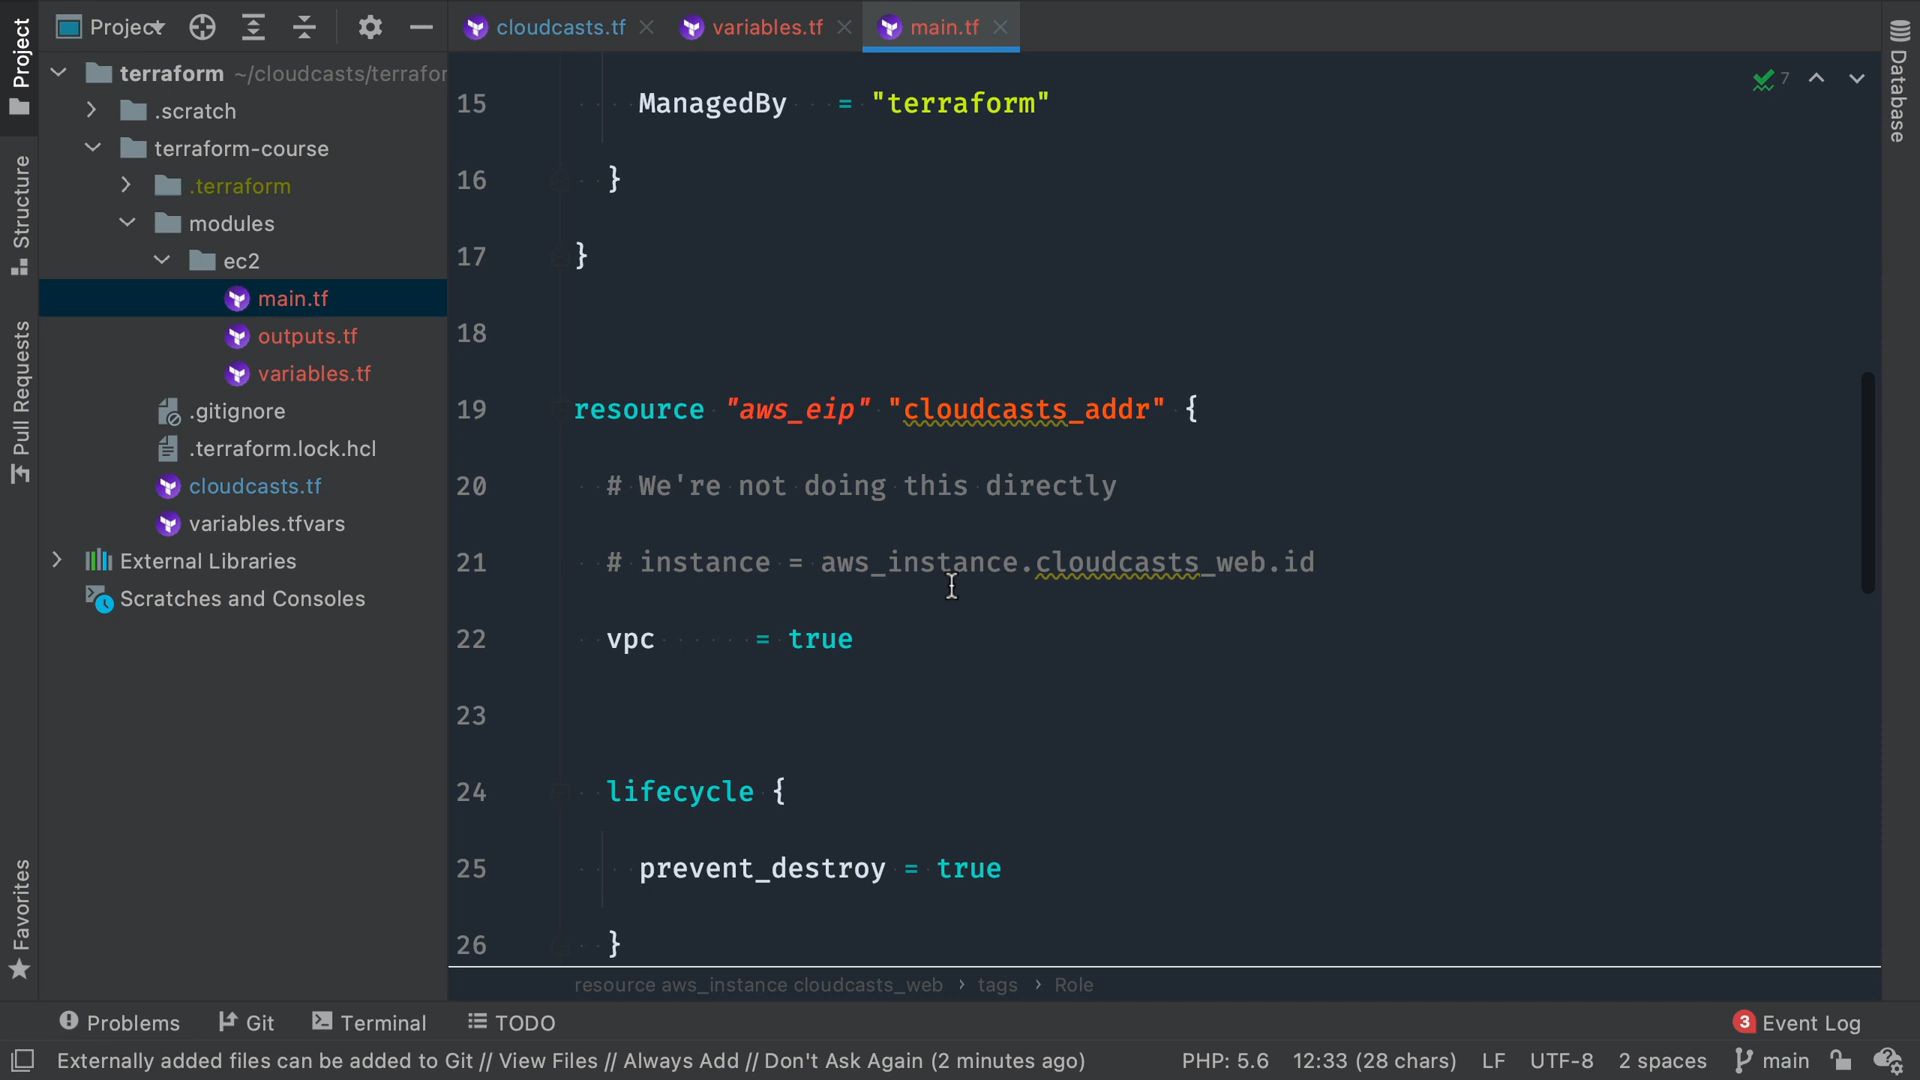 Project
cloudcasts.tf
variables.tf
main.tf
Project
Structure
Pull Requests
Favorites
Database
terraform ~/cloudcasts/terrafor
.scratch
terraform-course
.terraform
modules
ec2
main.tf
outputs.tf
variables.tf
.gitignore
.terraform.lock.hcl
cloudcasts.tf
variables.tfvars
External Libraries
Scratches and Consoles
7
15 ManagedBy = "terraform"
16 }
17 }
18
19 resource "aws_eip" "cloudcasts_addr" {
20 # We're not doing this directly
21 # instance = aws_instance.cloudcasts_web.id
22 vpc = true
23
24 lifecycle {
25 prevent_destroy = true
26 }
resource aws_instance cloudcasts_web › tags › Role
Problems
Git
Terminal
TODO
3 Event Log
Externally added files can be added to Git // View Files // Always Add // Don't Ask Again (2 minutes ago)
PHP: 5.6
12:33 (28 chars)
LF
UTF-8
2 spaces
main